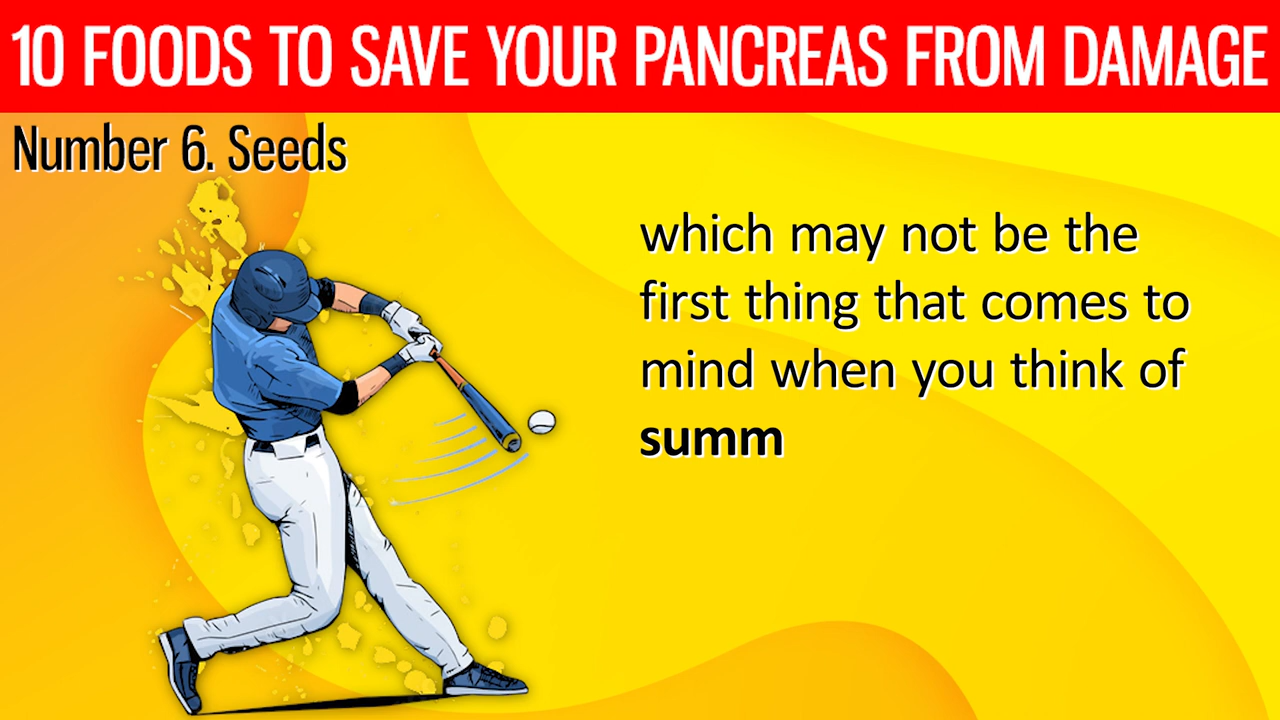 10 FOODS TO SAVE YOUR PANCREAS FROM DAMAGE
Number 6. Seeds
which may not be the
first thing that comes to
mind when you think of
summ